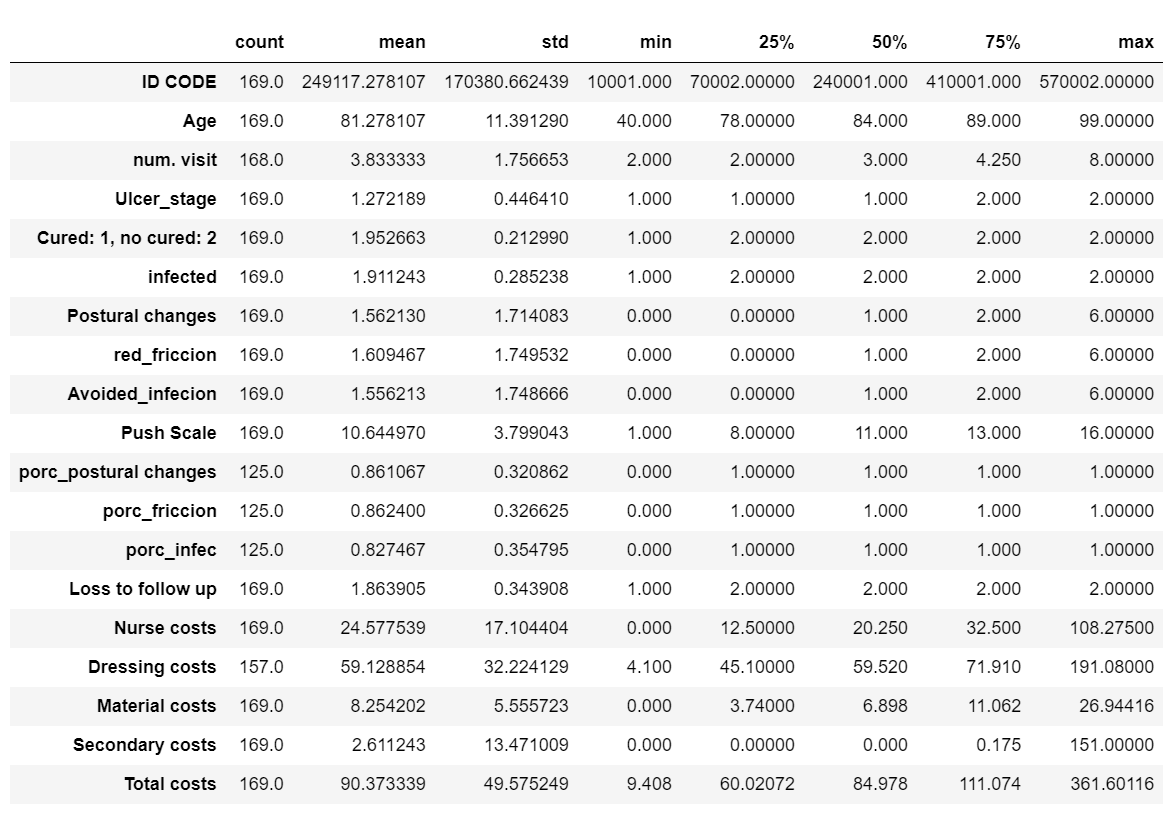 count mean std min 25% 50% 75% max
ID CODE 169.0 249117.278107 170380.662439 10001.000 70002.00000 240001.000 410001.000 570002.00000
Age 169.0 81.278107 11.391290 40.000 78.00000 84.000 89.000 99.00000
num. visit 168.0 3.833333 1.756653 2.000 2.00000 3.000 4.250 8.00000
Ulcer_stage 169.0 1.272189 0.446410 1.000 1.00000 1.000 2.000 2.00000
Cured: 1, no cured: 2 169.0 1.952663 0.212990 1.000 2.00000 2.000 2.000 2.00000
infected 169.0 1.911243 0.285238 1.000 2.00000 2.000 2.000 2.00000
Postural changes 169.0 1.562130 1.714083 0.000 0.00000 1.000 2.000 6.00000
red_friccion 169.0 1.609467 1.749532 0.000 0.00000 1.000 2.000 6.00000
Avoided_infecion 169.0 1.556213 1.748666 0.000 0.00000 1.000 2.000 6.00000
Push Scale 169.0 10.644970 3.799043 1.000 8.00000 11.000 13.000 16.00000
porc_postural changes 125.0 0.861067 0.320862 0.000 1.00000 1.000 1.000 1.00000
porc_friccion 125.0 0.862400 0.326625 0.000 1.00000 1.000 1.000 1.00000
porc_infec 125.0 0.827467 0.354795 0.000 1.00000 1.000 1.000 1.00000
Loss to follow up 169.0 1.863905 0.343908 1.000 2.00000 2.000 2.000 2.00000
Nurse costs 169.0 24.577539 17.104404 0.000 12.50000 20.250 32.500 108.27500
Dressing costs 157.0 59.128854 32.224129 4.100 45.10000 59.520 71.910 191.08000
Material costs 169.0 8.254202 5.555723 0.000 3.74000 6.898 11.062 26.94416
Secondary costs 169.0 2.611243 13.471009 0.000 0.00000 0.000 0.175 151.00000
Total costs 169.0 90.373339 49.575249 9.408 60.02072 84.978 111.074 361.60116